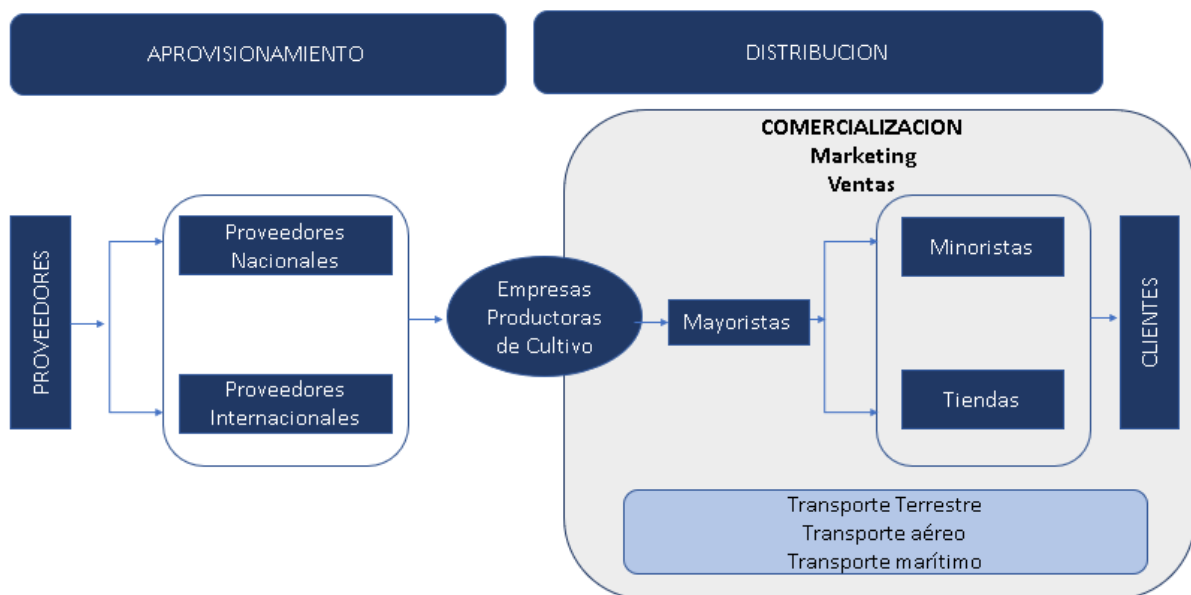 APROVISIONAMIENTO
DISTRIBUCION
COMERCIALIZACION
Marketing
Ventas
PROVEEDORES
Proveedores
Nacionales
Proveedores
Internacionales
Empresas
Productoras
de Cultivo
Mayoristas
Minoristas
Tiendas
CLIENTES
Transporte Terrestre
Transporte aéreo
Transporte marítimo